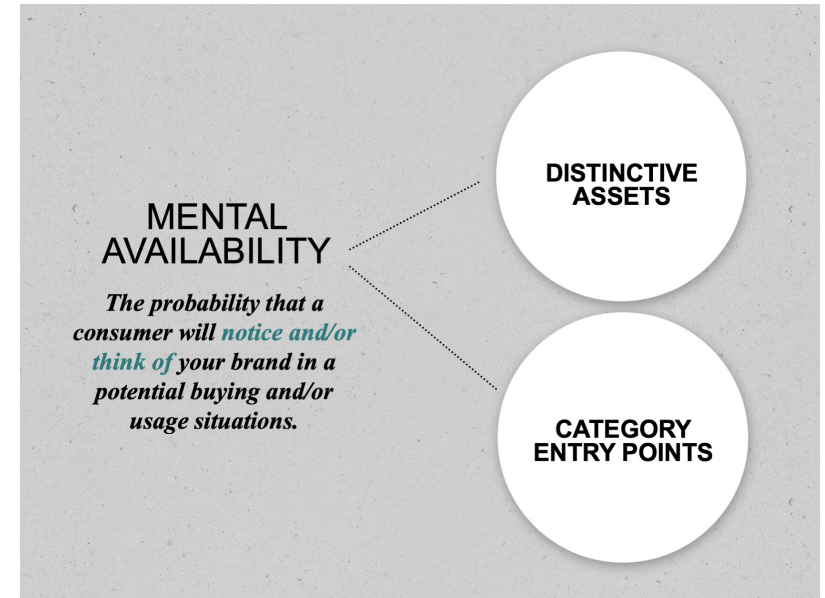 MENTAL
AVAILABILITY
The probability that a
consumer will notice and/or
think of your brand in a
potential buying and/or
usage situations.
DISTINCTIVE
ASSETS
CATEGORY
ENTRY POINTS